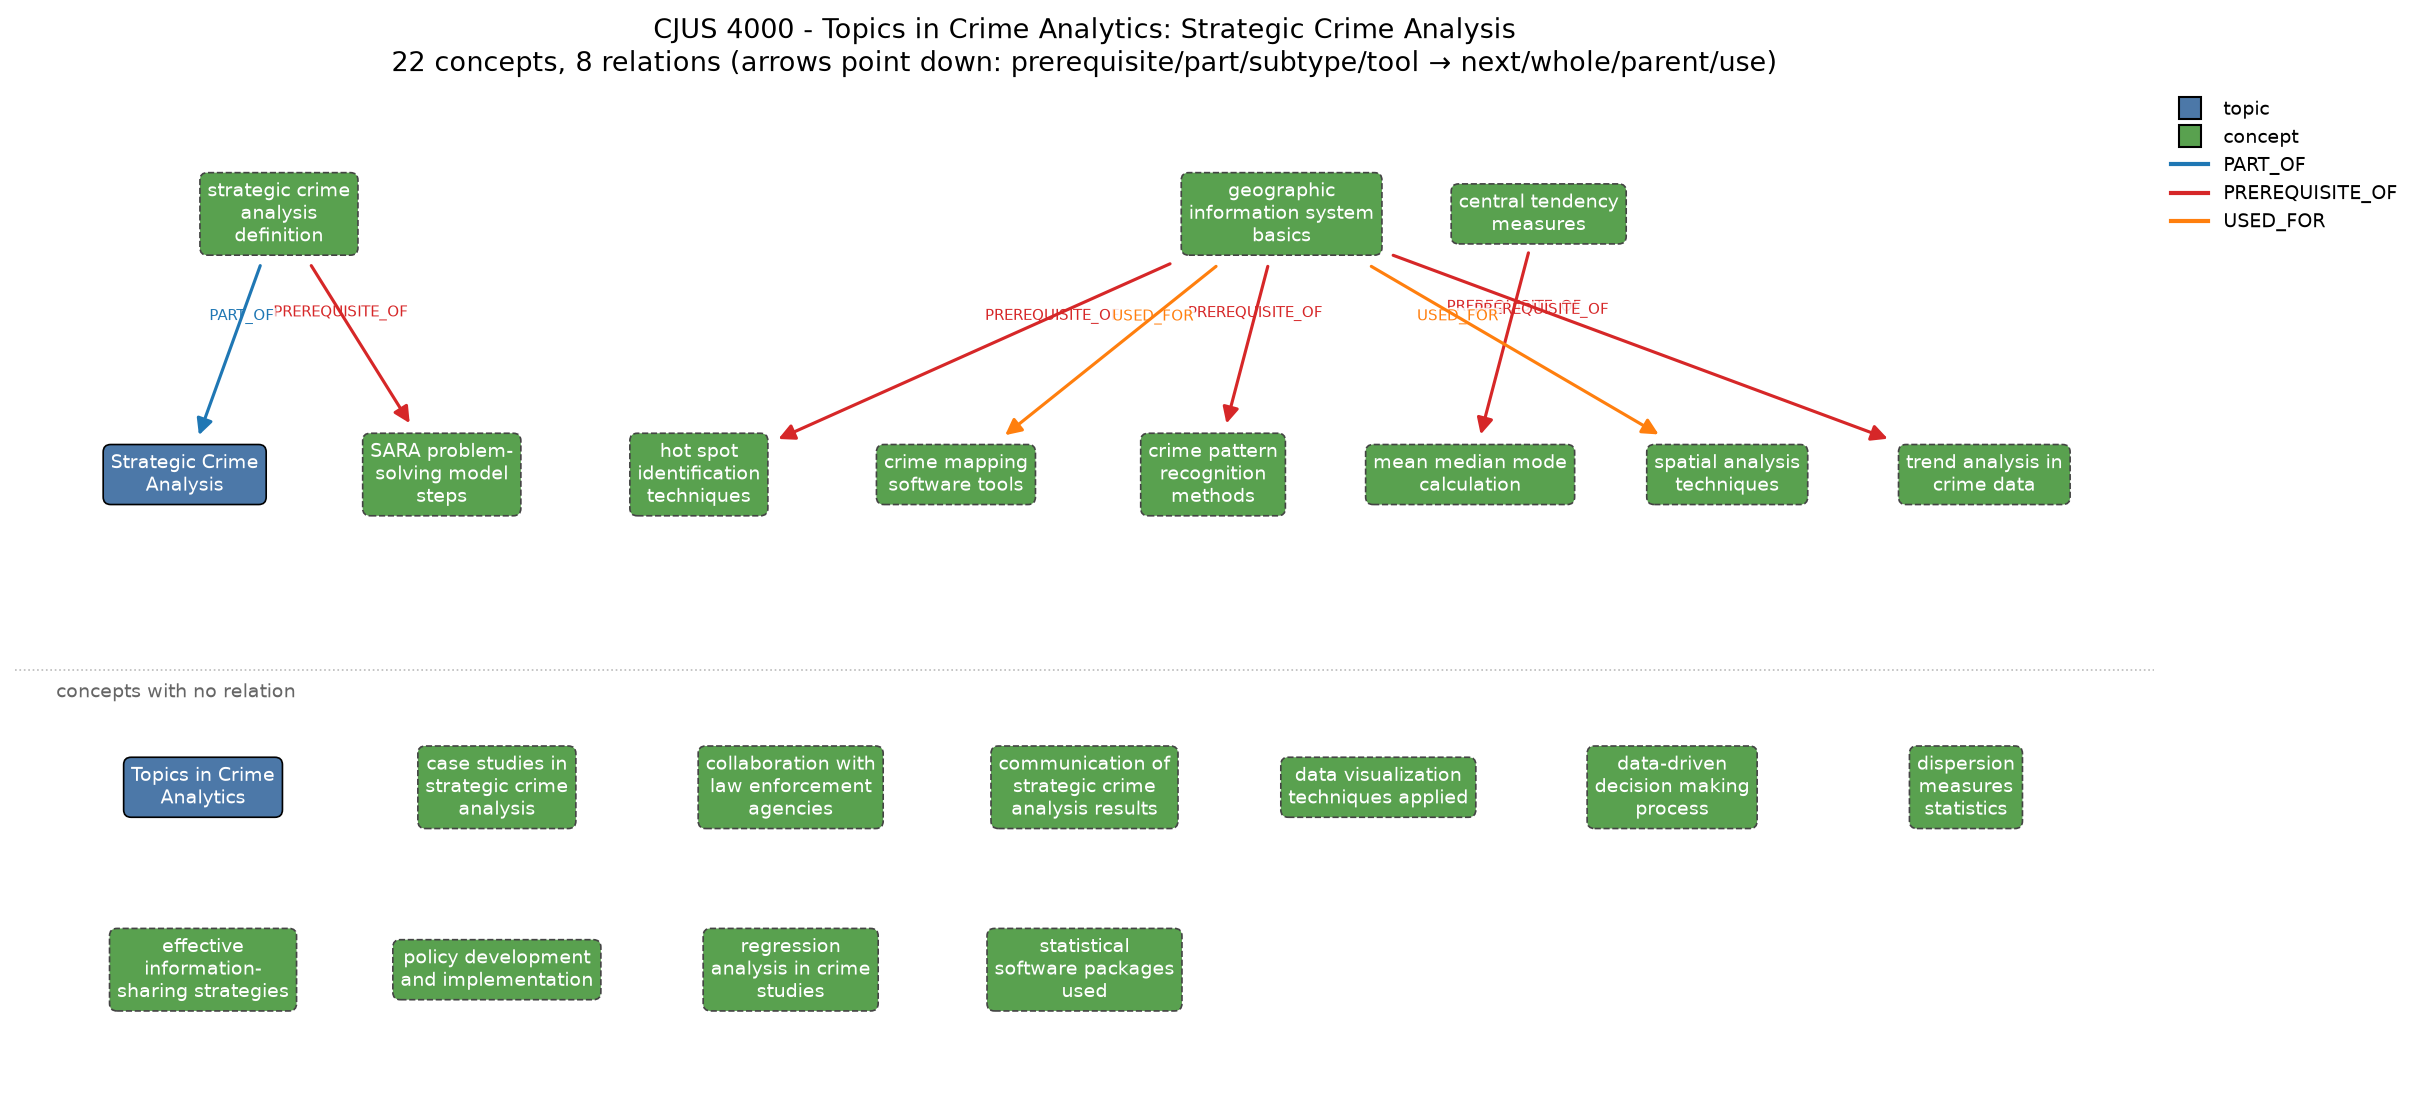 CJUS 4000 - Topics in Crime Analytics: Strategic Crime Analysis
22 concepts, 8 relations (arrows point down: prerequisite/part/subtype/tool → next/whole/parent/use)
topic
concept
PART_OF
PREREQUISITE_OF
USED_FOR
strategic crime
analysis
definition
geographic
information system
basics
central tendency
measures
PART_OF
PREREQUISITE_OF
PREREQUISITE_OF
USED_FOR
PREREQUISITE_OF
USED_FOR
PREREQUISITE_OF
PREREQUISITE_OF
Strategic Crime
Analysis
SARA problem-
solving model
steps
hot spot
identification
techniques
crime mapping
software tools
crime pattern
recognition
methods
mean median mode
calculation
spatial analysis
techniques
trend analysis in
crime data
concepts with no relation
Topics in Crime
Analytics
case studies in
strategic crime
analysis
collaboration with
law enforcement
agencies
communication of
strategic crime
analysis results
data visualization
techniques applied
data-driven
decision making
process
dispersion
measures
statistics
effective
information-
sharing strategies
policy development
and implementation
regression
analysis in crime
studies
statistical
software packages
used